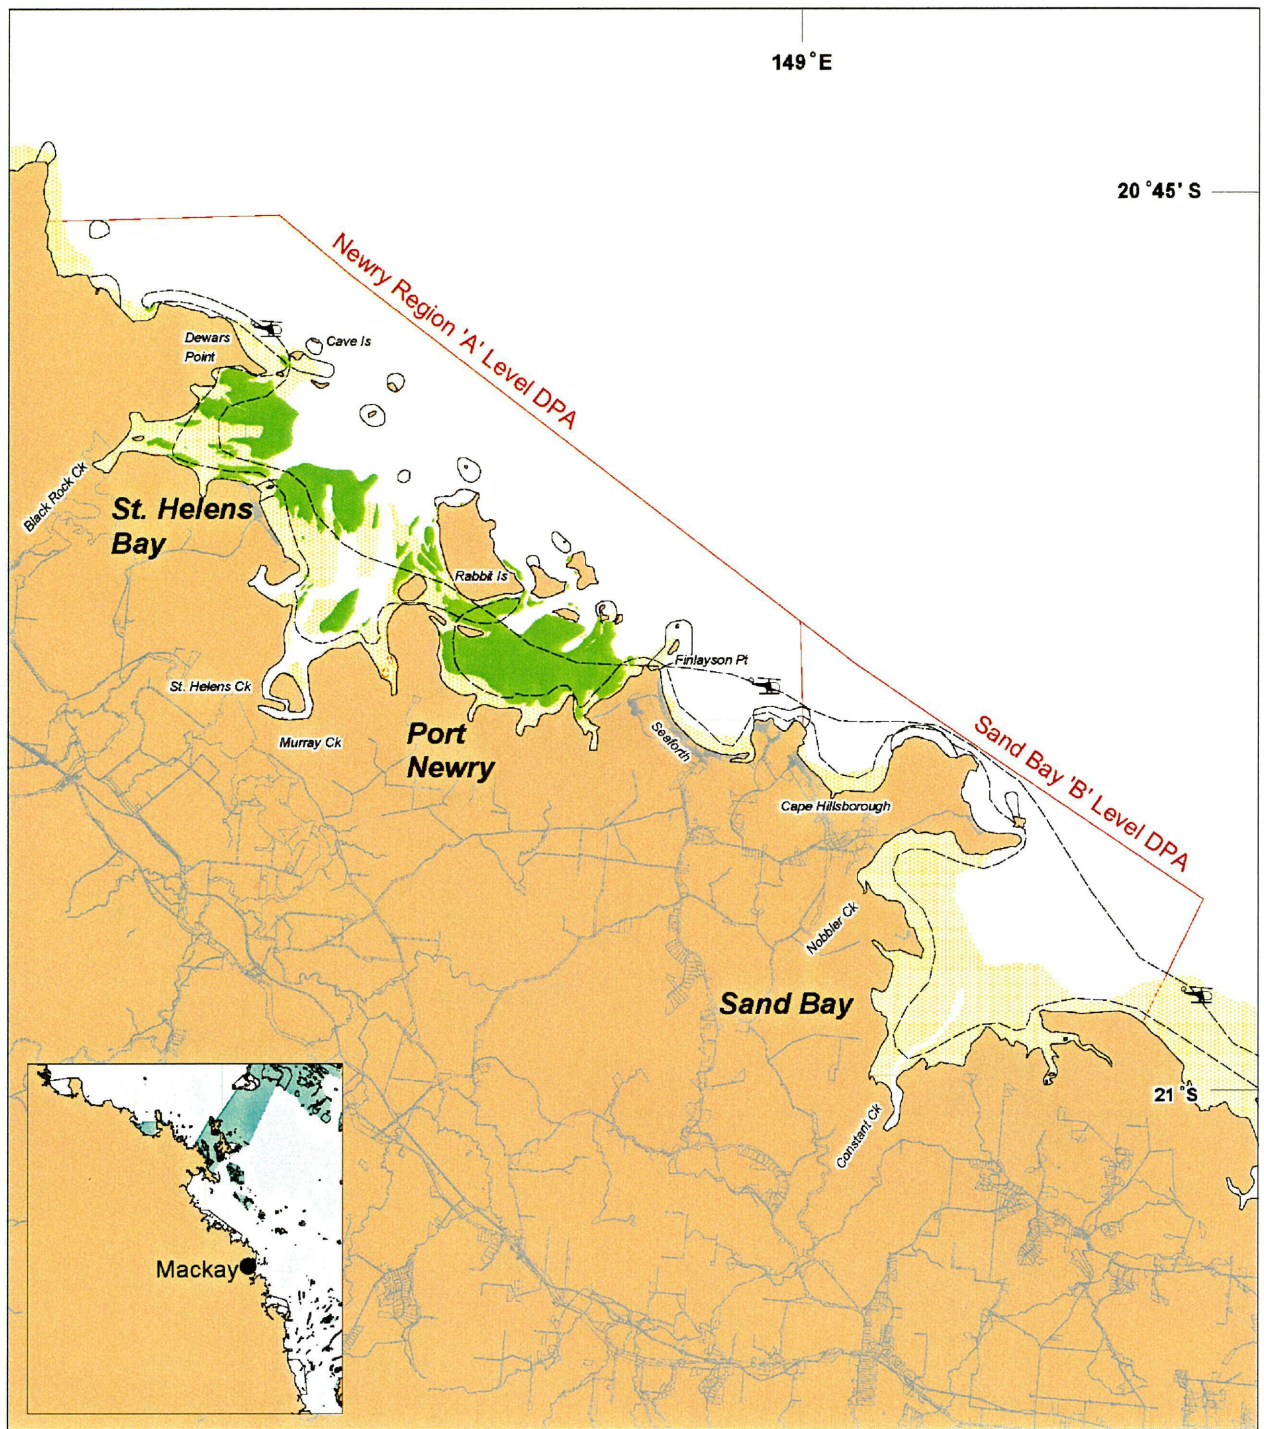 149°E
20°45' S
Newry Region 'A' Level DPA
Dewars
Point
Cave Is
Black Rock Ck
St. Helens
Bay
Rabbit Is
Finlayson Pt
St. Helens Ck
Murray Ck
Port
Newry
Seaforth
Sand Bay 'B' Level DPA
Cape Hillsborough
Nobbler Ck
Sand Bay
21°S
Constant Ck
Mackay